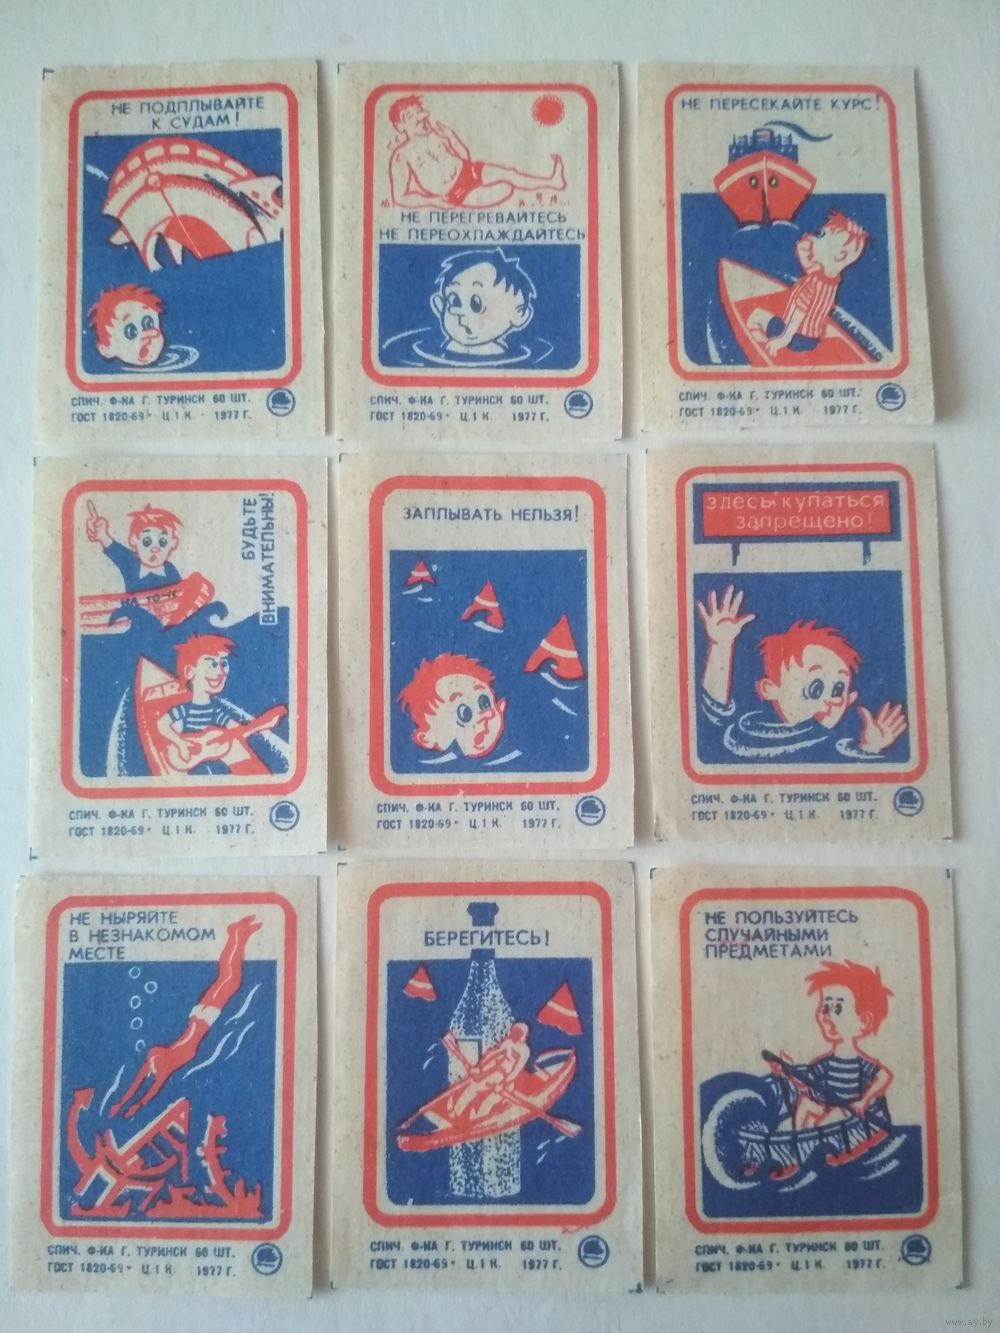 НЕ ПОДПЛЫВАЙТЕ
К СУДАМ!
СПИЧ. Ф-КА Г. ТУРИНСК 60 ШТ.
ГОСТ 1820-69* Ц. 1 К. 1977 Г.
НЕ ПЕРЕГРЕВАЙТЕСЬ
НЕ ПЕРЕОХЛАЖДАЙТЕСЬ
СПИЧ. Ф-КА Г. ТУРИНСК 60 ШТ.
ГОСТ 1820-69* Ц. 1 К. 1977 Г.
НЕ ПЕРЕСЕКАЙТЕ КУРС!
СПИЧ. Ф-КА Г. ТУРИНСК 60 ШТ.
ГОСТ 1820-69* Ц. 1 К. 1977 Г.
БУДЬТЕ
ВНИМАТЕЛЬНЫ!
СПИЧ. Ф-КА Г. ТУРИНСК 60 ШТ.
ГОСТ 1820-69* Ц. 1 К. 1977 Г.
ЗАПЛЫВАТЬ НЕЛЬЗЯ!
СПИЧ. Ф-КА Г. ТУРИНСК 60 ШТ.
ГОСТ 1820-69* Ц. 1 К. 1977 Г.
здесь купаться
запрещено!
СПИЧ. Ф-КА Г. ТУРИНСК 60 ШТ.
ГОСТ 1820-69* Ц. 1 К. 1977 Г.
НЕ НЫРЯЙТЕ
В НЕЗНАКОМОМ
МЕСТЕ
СПИЧ. Ф-КА Г. ТУРИНСК 60 ШТ.
ГОСТ 1820-69* Ц. 1 К. 1977 Г.
БЕРЕГИТЕСЬ!
СПИЧ. Ф-КА Г. ТУРИНСК 60 ШТ.
ГОСТ 1820-69* Ц. 1 К. 1977 Г.
НЕ ПОЛЬЗУЙТЕСЬ
СЛУЧАЙНЫМИ
ПРЕДМЕТАМИ
СПИЧ. Ф-КА Г. ТУРИНСК 60 ШТ.
ГОСТ 1820-69* Ц. 1 К. 1977 Г.
www.ay.by